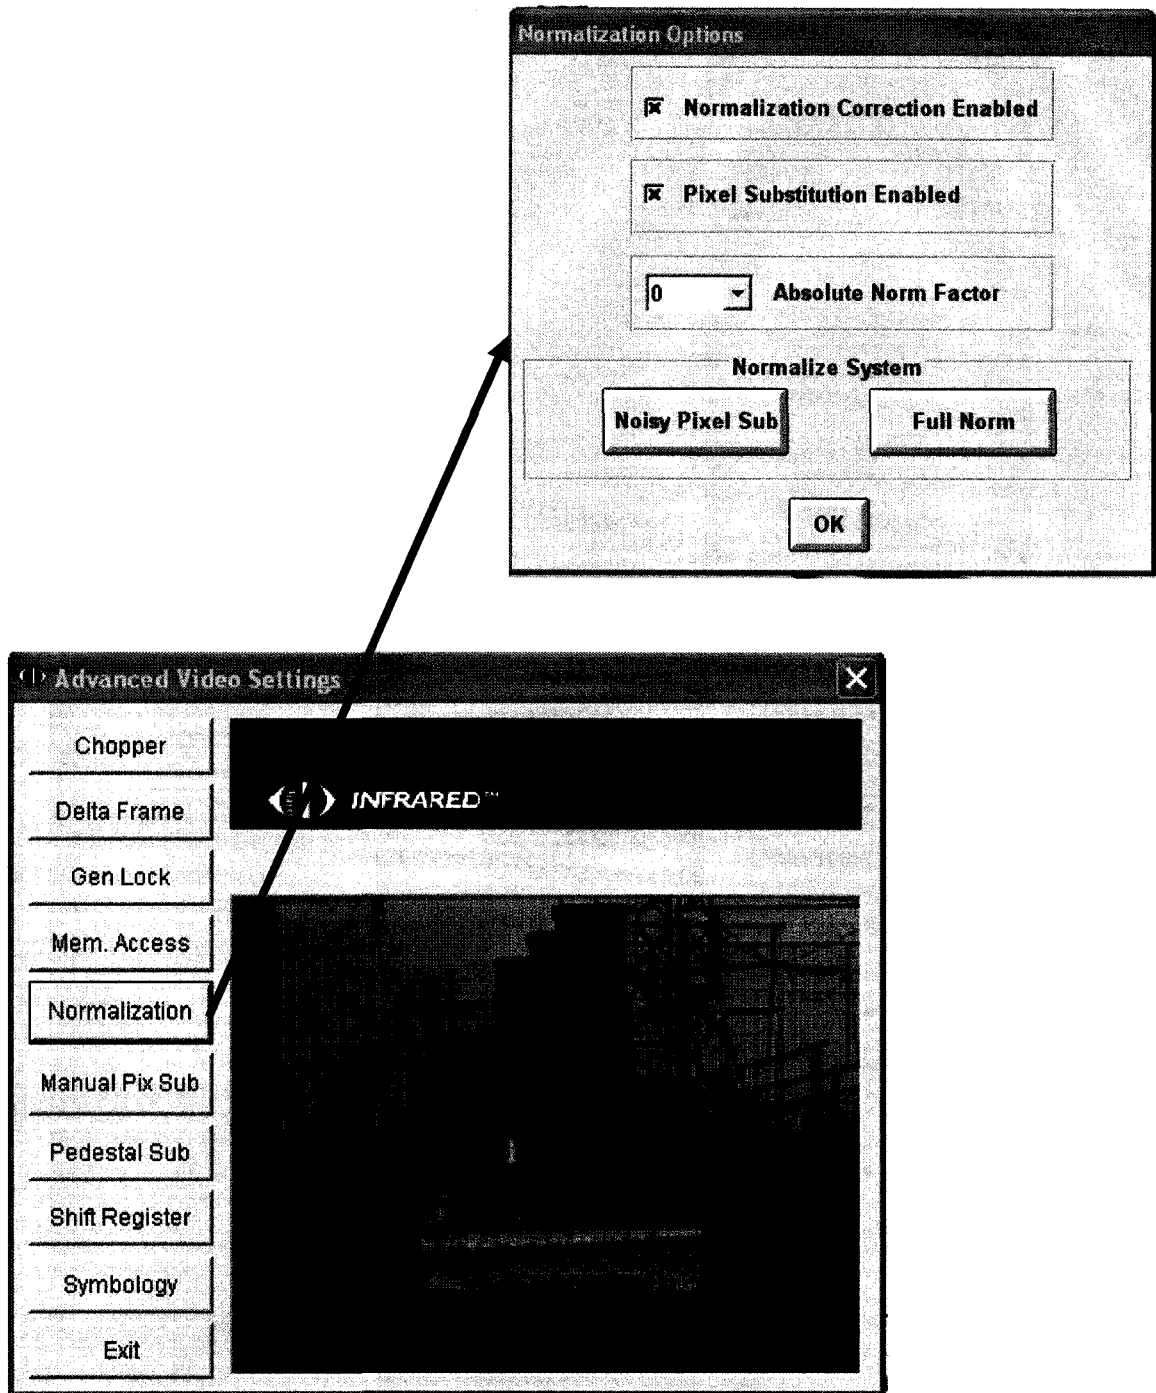 Normalization Options
Normalization Correction Enabled
Pixel Substitution Enabled
0 Absolute Norm Factor
Normalize System
Noisy Pixel Sub Full Norm
OK
Advanced Video Settings
Chopper
Delta Frame
Gen Lock
Mem. Access
Normalization
Manual Pix Sub
Pedestal Sub
Shift Register
Symbology
Exit
INFRARED™